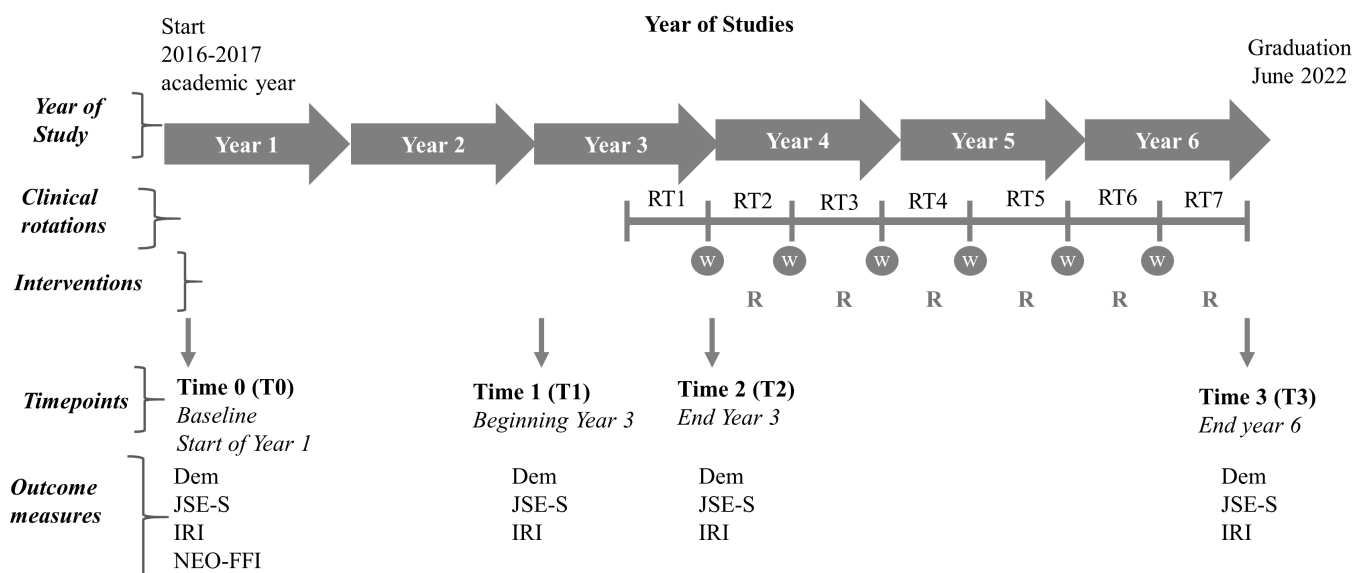 Year of Studies
Start
2016-2017
academic year
Graduation
June 2022
Year of
Study
Year 1
Year 2
Year 3
Year 4
Year 5
Year 6
Clinical
rotations
RT1
RT2
RT3
RT4
RT5
RT6
RT7
Interventions
W
W
W
W
W
W
R
R
R
R
R
R
Timepoints
Time 0 (T0)
Baseline
Start of Year 1
Time 1 (T1)
Beginning Year 3
Time 2 (T2)
End Year 3
Time 3 (T3)
End year 6
Outcome
measures
Dem
JSE-S
IRI
NEO-FFI
Dem
JSE-S
IRI
Dem
JSE-S
IRI
Dem
JSE-S
IRI